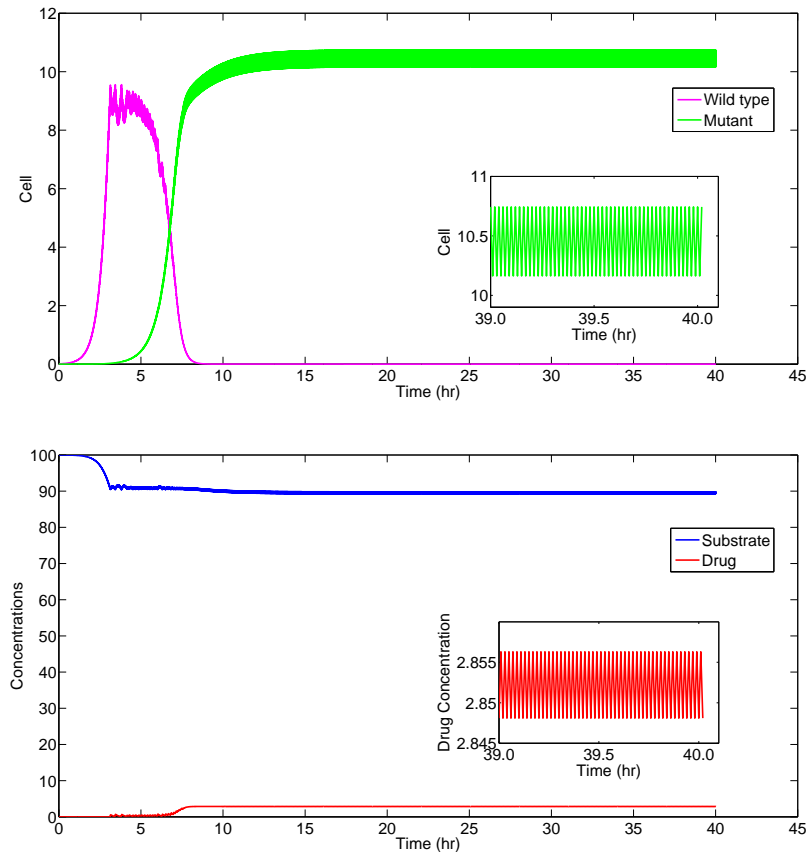 12
10
8
6
4
2
0
Cell
Wild type
Mutant
11
10.5
10
Cell
39.0 39.5 40.0
Time (hr)
0 5 10 15 20 25 30 35 40 45
Time (hr)
100
90
80
70
60
50
40
30
20
10
0
Concentrations
Substrate
Drug
2.855
2.85
2.845
Drug Concentration
39.0 39.5 40.0
Time (hr)
0 5 10 15 20 25 30 35 40 45
Time (hr)